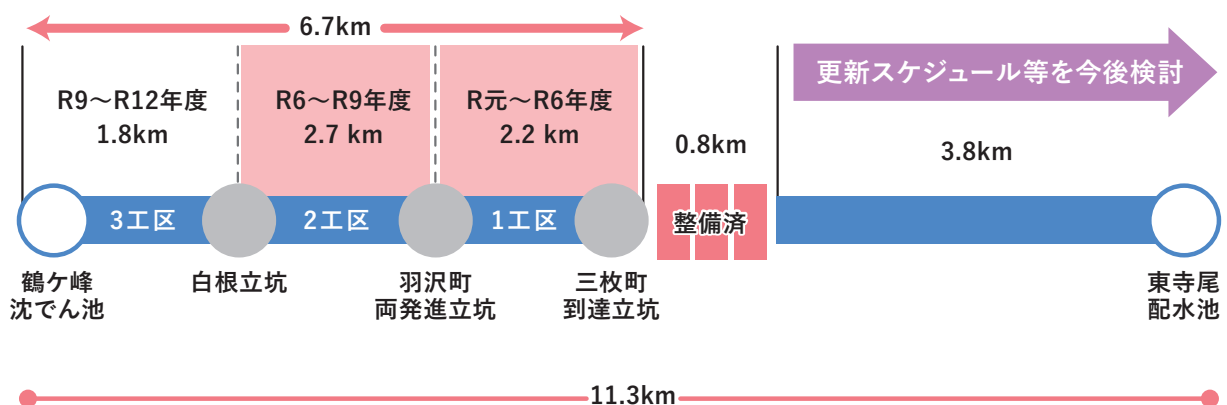 6.7km
更新スケジュール等を今後検討
R9～R12年度
1.8km
R6～R9年度
2.7 km
R元～R6年度
2.2 km
0.8km
3.8km
3工区
2工区
1工区
整備済
鶴ケ峰
沈でん池
白根立坑
羽沢町
両発進立坑
三枚町
到達立坑
東寺尾
配水池
11.3km